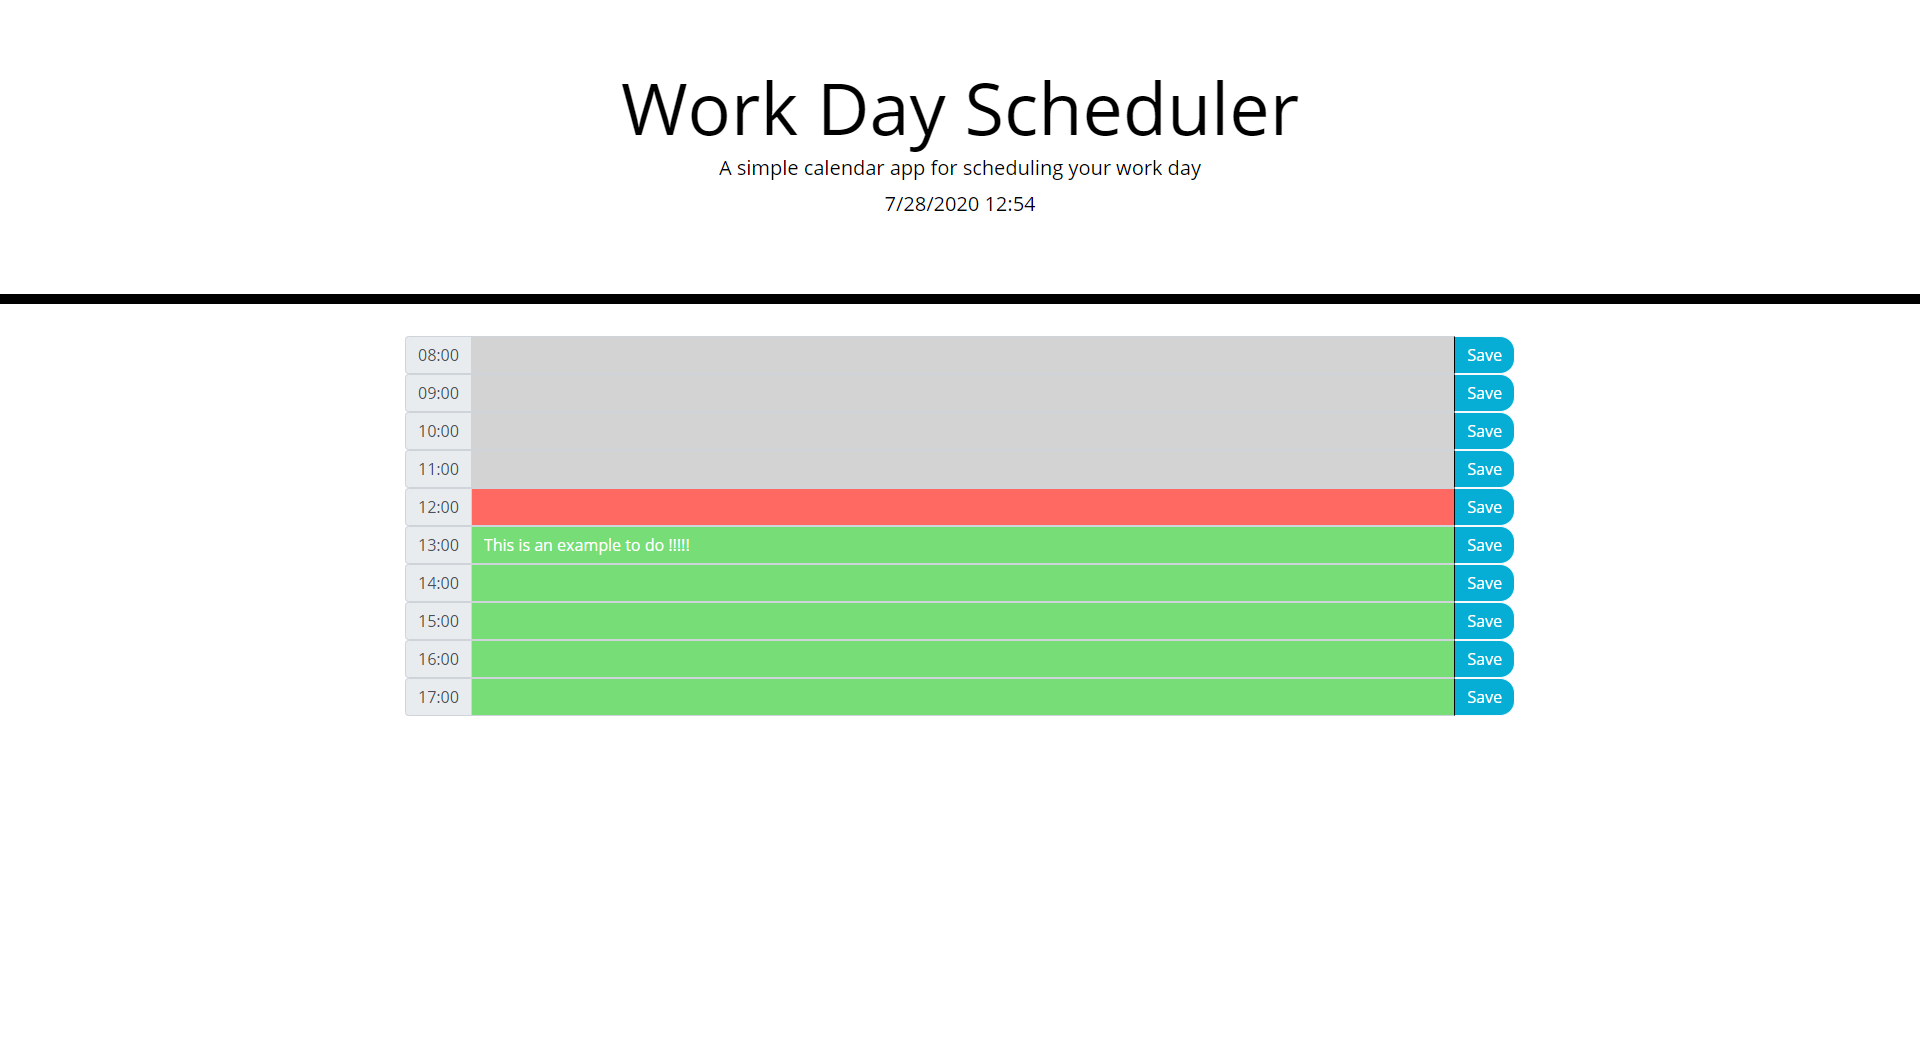 Work Day Scheduler
A simple calendar app for scheduling your work day
7/28/2020 12:54
08:00 Save
09:00 Save
10:00 Save
11:00 Save
12:00 Save
13:00 This is an example to do !!!!! Save
14:00 Save
15:00 Save
16:00 Save
17:00 Save